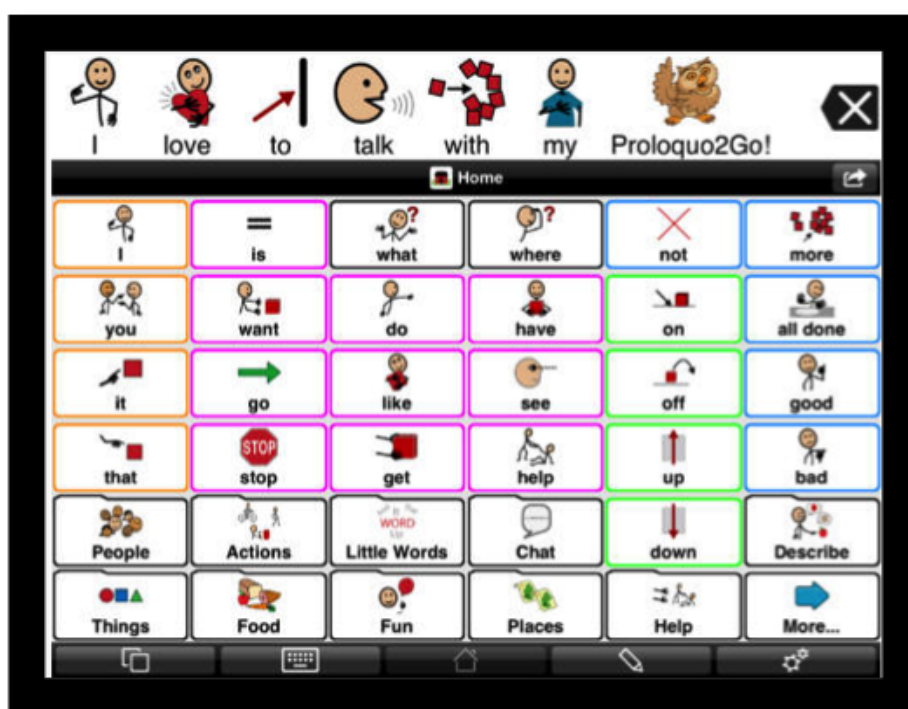 I love to talk with my Proloquo2Go!
Home
I is what where not more
you want do have on all done
it go like see off good
that STOP stop get help up bad
WORD
People Actions Little Words Chat down Describe
Things Food Fun Places Help More...